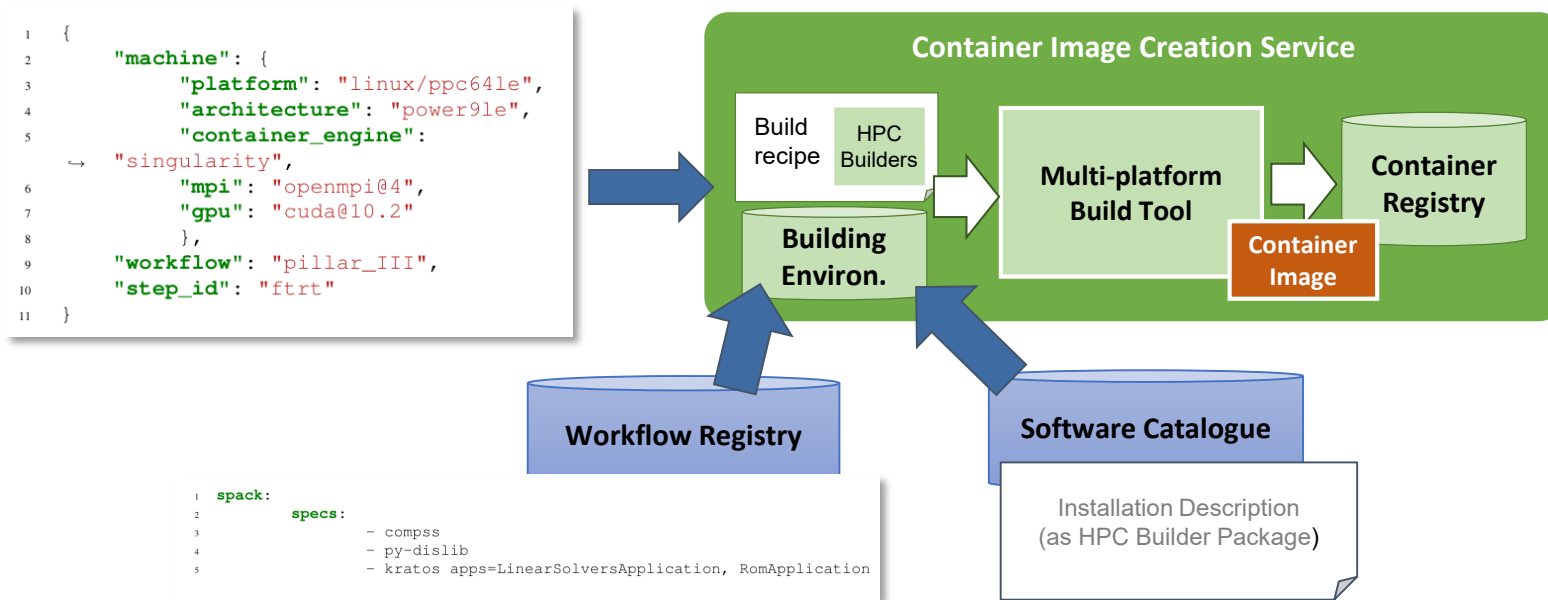 1 {
2 "machine": {
3 "platform": "linux/ppc64le",
4 "architecture": "power9le",
5 "container_engine":
↪ "singularity",
6 "mpi": "openmpi@4",
7 "gpu": "cuda@10.2"
8 },
9 "workflow": "pillar_III",
10 "step_id": "ftrt"
11 }
Container Image Creation Service
Build
recipe
HPC
Builders
Building
Environ.
Multi-platform
Build Tool
Container
Image
Container
Registry
Workflow Registry
Software Catalogue
1 spack:
2 specs:
3 - compss
4 - py-dislib
5 - kratos apps=LinearSolversApplication, RomApplication
Installation Description
(as HPC Builder Package)